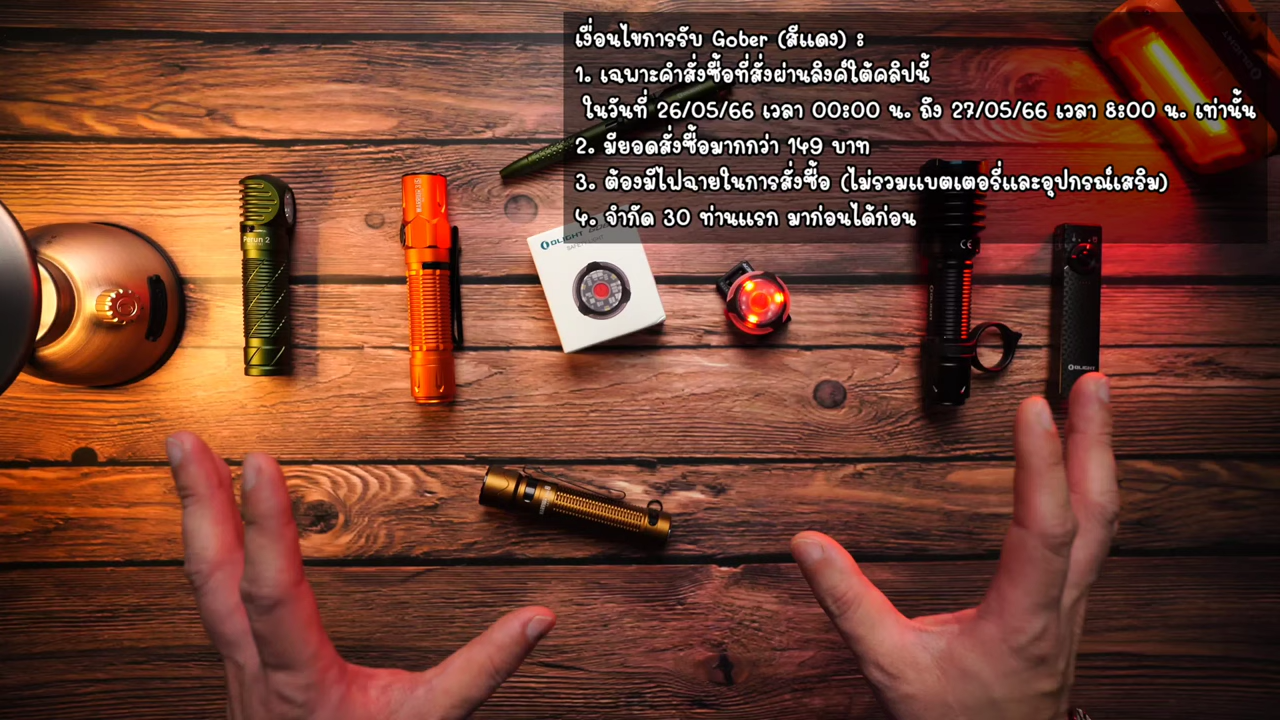 เงื่อนไขการรับ Gober (สีแดง) :
1. เฉพาะคำสั่งซื้อที่สั่งผ่านลิงค์ใต้คลิปนี้
ในวันที่ 26/05/66 เวลา 00:00 น. ถึง 27/05/66 เวลา 8:00 น. เท่านั้น
2. มียอดสั่งซื้อมากกว่า 149 บาท
3. ต้องมีไฟฉายในการสั่งซื้อ (ไม่รวมแบตเตอรี่และอุปกรณ์เสริม)
4. จำกัด 30 ท่านแรก มาก่อนได้ก่อน
OLIGHT
Perun 2
CE
OLIGHT